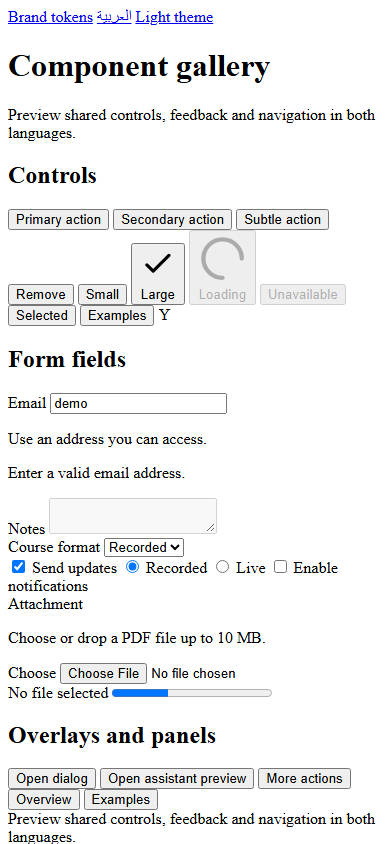 Brand tokens العربية Light theme
Component gallery
Preview shared controls, feedback and navigation in both
languages.
Controls
Primary action Secondary action Subtle action
Remove Small Large Loading Unavailable
Selected Examples Y
Form fields
Email demo
Use an address you can access.
Enter a valid email address.
Notes
Course format Recorded
Send updates Recorded Live Enable
notifications
Attachment
Choose or drop a PDF file up to 10 MB.
Choose Choose File No file chosen
No file selected
Overlays and panels
Open dialog Open assistant preview More actions
Overview Examples
Preview shared controls, feedback and navigation in both
languages.